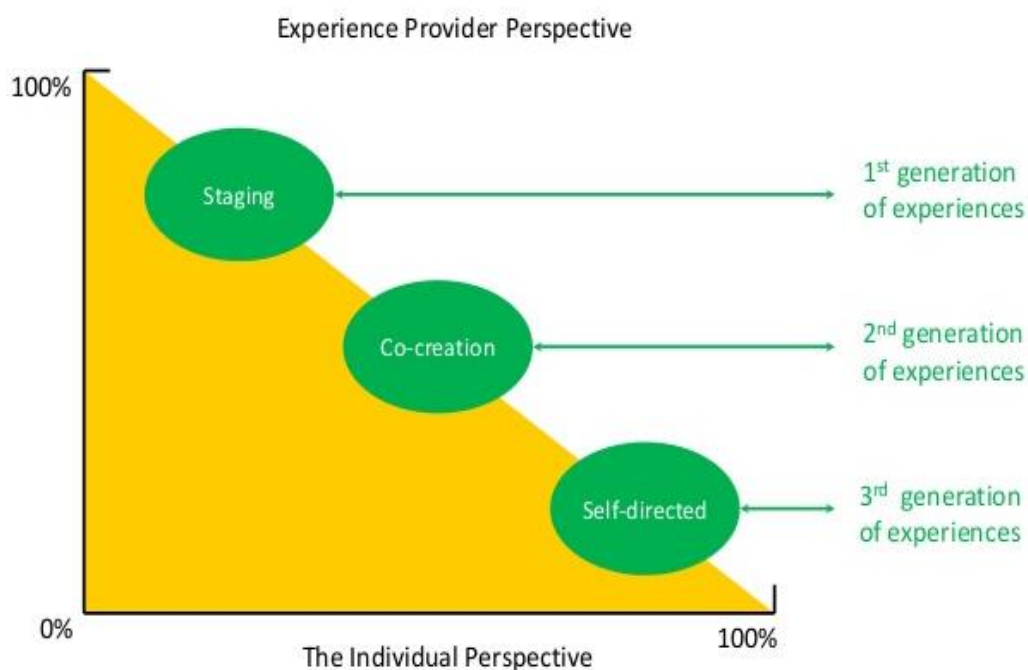 Experience Provider Perspective
100%
Staging
1st generation
of experiences
Co-creation
2nd generation
of experiences
Self-directed
3rd generation
of experiences
0%
100%
The Individual Perspective